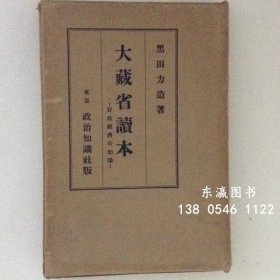 黑田力造著
大藏省讀本
—財政經濟の知識—
東京 政治知識社版
东瀛图书
138 0546 1122